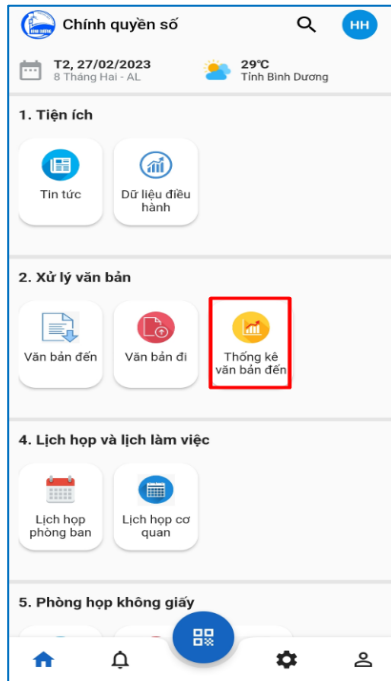 Chính quyền số
HH
T2, 27/02/2023
8 Tháng Hai - AL
29°C
Tỉnh Bình Dương
1. Tiện ích
Tin tức
Dữ liệu điều
hành
2. Xử lý văn bản
Văn bản đến
Văn bản đi
Thống kê
văn bản đến
4. Lịch họp và lịch làm việc
Lịch họp
phòng ban
Lịch họp cơ
quan
5. Phòng họp không giấy